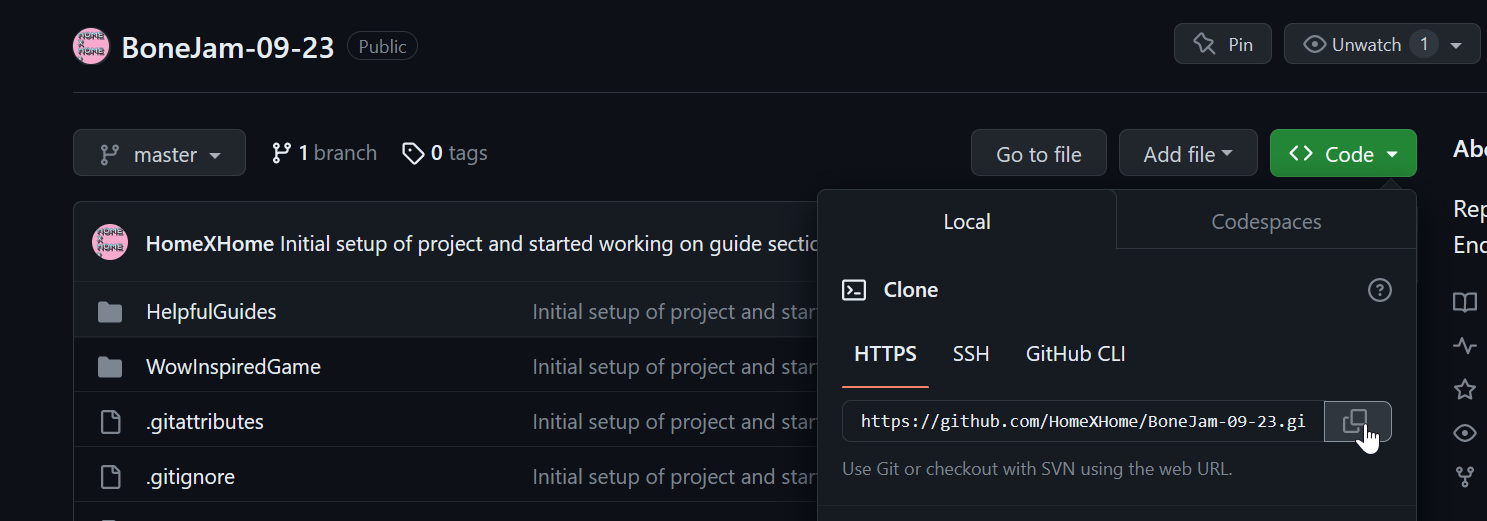 BoneJam-09-23 Public Pin Unwatch 1
master 1 branch 0 tags Go to file Add file Code
HomeXHome Initial setup of project and started working on guide sectio
HelpfulGuides Initial setup of project and star
WowInspiredGame Initial setup of project and star
.gitattributes Initial setup of project and star
.gitignore Initial setup of project and star
Local Codespaces
Clone
HTTPS SSH GitHub CLI
https://github.com/HomeXHome/BoneJam-09-23.gi
Use Git or checkout with SVN using the web URL.
Abo
Rep
Enc